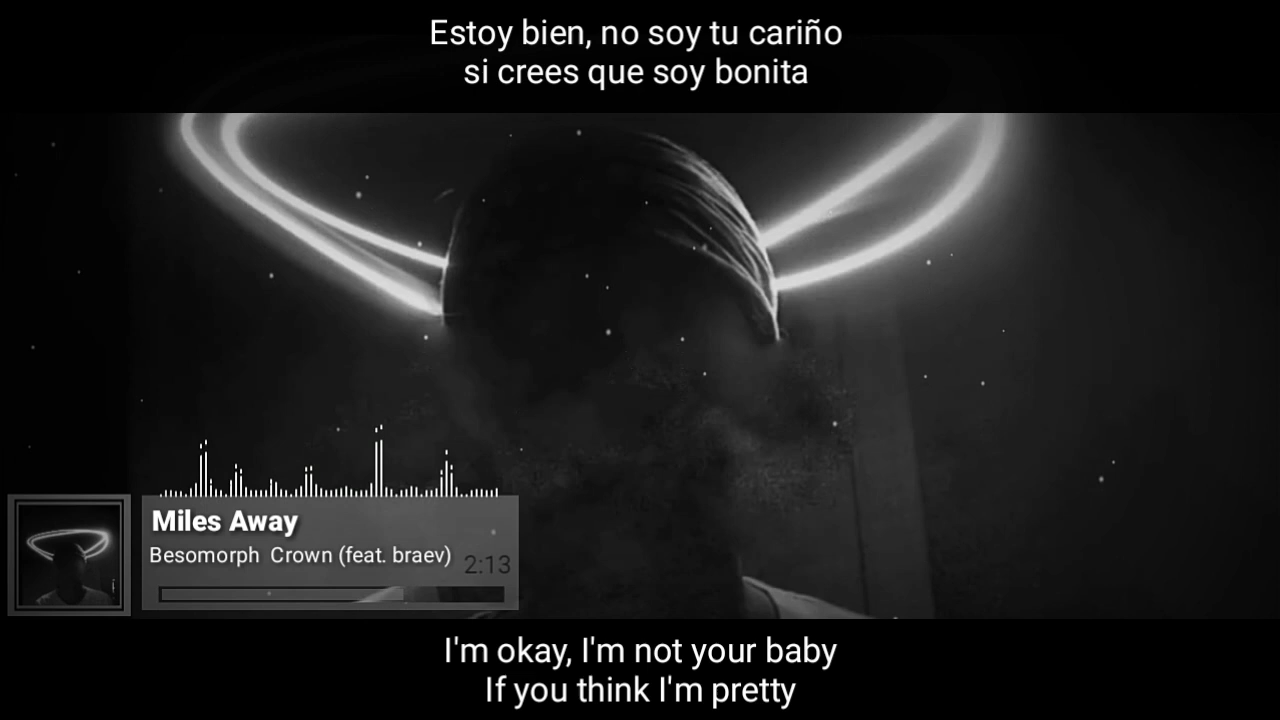 Estoy bien, no soy tu cariño
si crees que soy bonita
Miles Away
Besomorph  Crown (feat. braev)
2:13
I'm okay, I'm not your baby
If you think I'm pretty